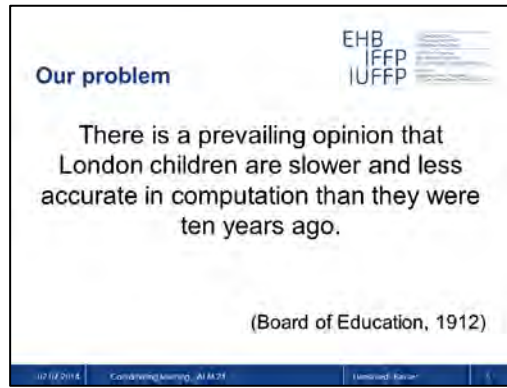 EHB
IFFP
IUFFP
Our problem
There is a prevailing opinion that
London children are slower and less
accurate in computation than they were
ten years ago.
(Board of Education, 1912)